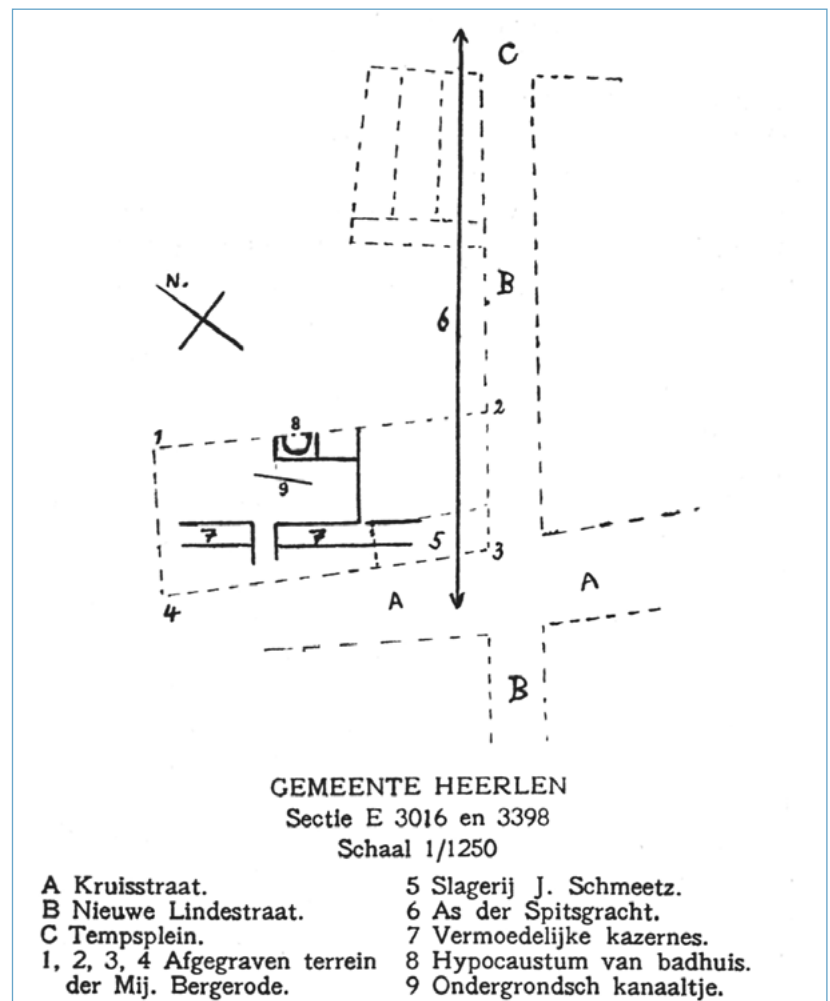 C
N.
B
6
2
1
8
9
7
7
5
3
A
A
4
B
GEMEENTE HEERLEN
Sectie E 3016 en 3398
Schaal 1/1250
A Kruisstraat.
B Nieuwe Lindestraat.
C Tempsplein.
1, 2, 3, 4 Afgegraven terrein
der Mij. Bergerode.
5 Slagerij J. Schmeetz.
6 As der Spitsgracht.
7 Vermoedelijke kazernes.
8 Hypocaustum van badhuis.
9 Ondergrondsch kanaaltje.